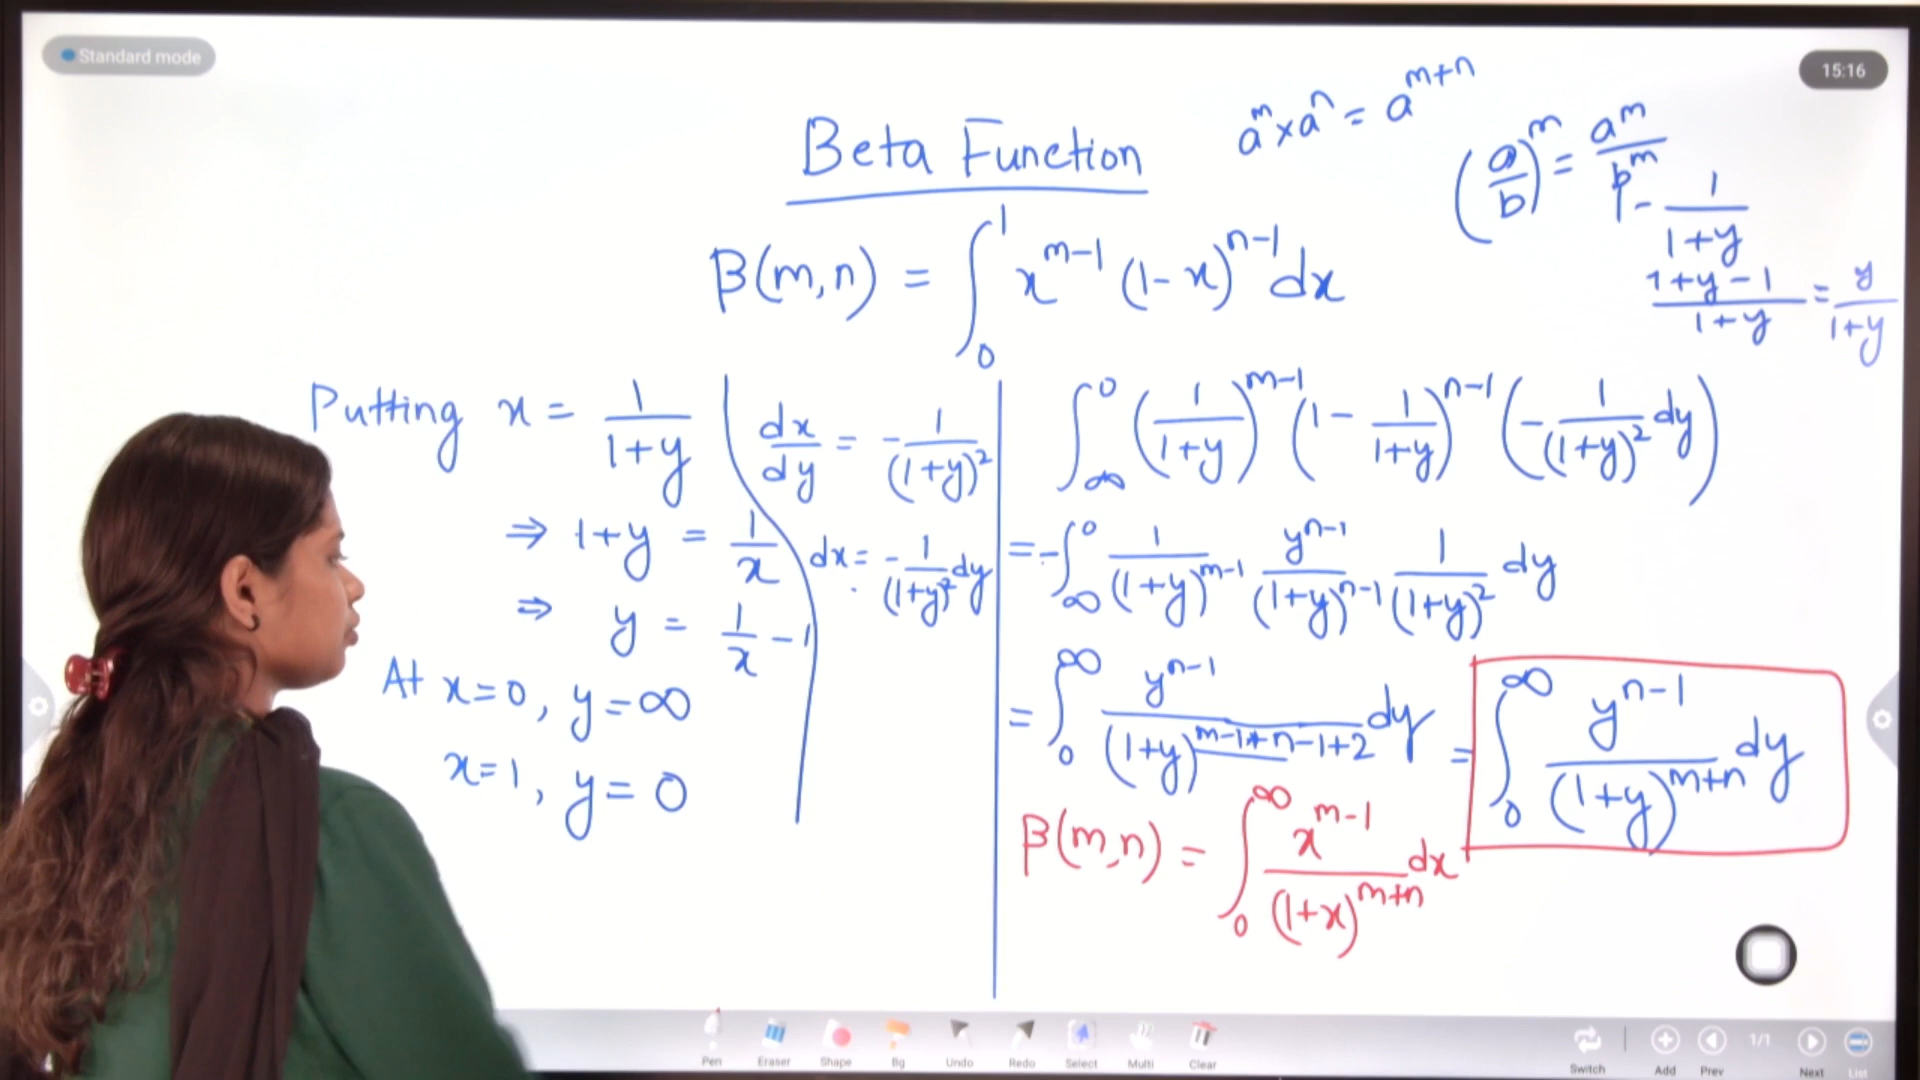 Standard mode
15:16
Beta Function
a^m × a^n = a^{m+n}
(a/b)^m = a^m/b^m
1 - 1/(1+y)
(1+y-1)/(1+y) = y/(1+y)
β(m,n) = ∫_0^1 x^{m-1} (1-x)^{n-1} dx
Putting x = 1/(1+y)
⇒ 1+y = 1/x
⇒ y = 1/x - 1
At x=0, y=∞
x=1, y=0
dx/dy = -1/(1+y)^2
dx = -1/(1+y)^2 dy
∫_∞^0 (1/(1+y))^{m-1} (1 - 1/(1+y))^{n-1} (-1/(1+y)^2 dy)
= -∫_∞^0 1/(1+y)^{m-1} y^{n-1}/(1+y)^{n-1} 1/(1+y)^2 dy
= ∫_0^∞ y^{n-1}/(1+y)^{m-1+n-1+2} dy = ∫_0^∞ y^{n-1}/(1+y)^{m+n} dy
β(m,n) = ∫_0^∞ x^{m-1}/(1+x)^{m+n} dx
Pen Eraser Shape Bg Undo Redo Select Multi Clear
Switch Add Prev 1/1 Next List